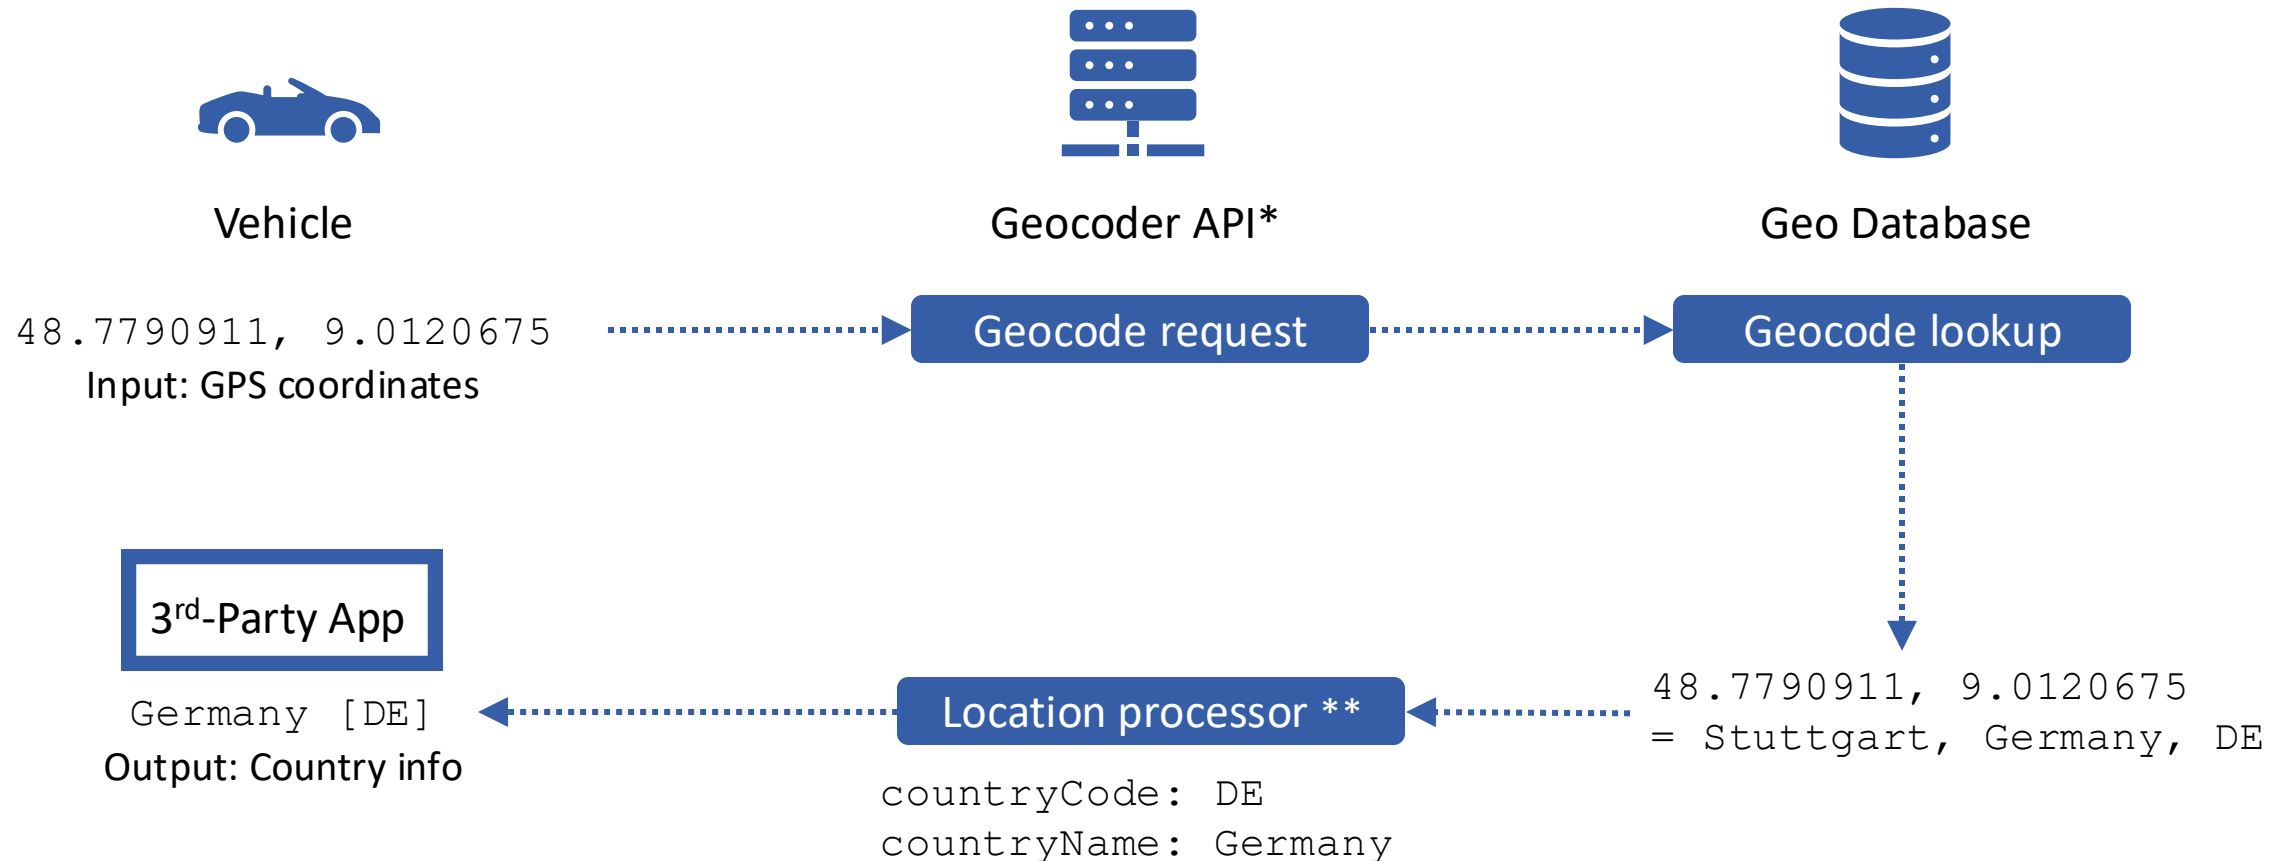 Vehicle
Geocoder API*
Geo Database
48.7790911, 9.0120675
Input: GPS coordinates
Geocode request
Geocode lookup
3rd-Party App
Germany [DE]
Output: Country info
Location processor **
countryCode: DE
countryName: Germany
48.7790911, 9.0120675
= Stuttgart, Germany, DE